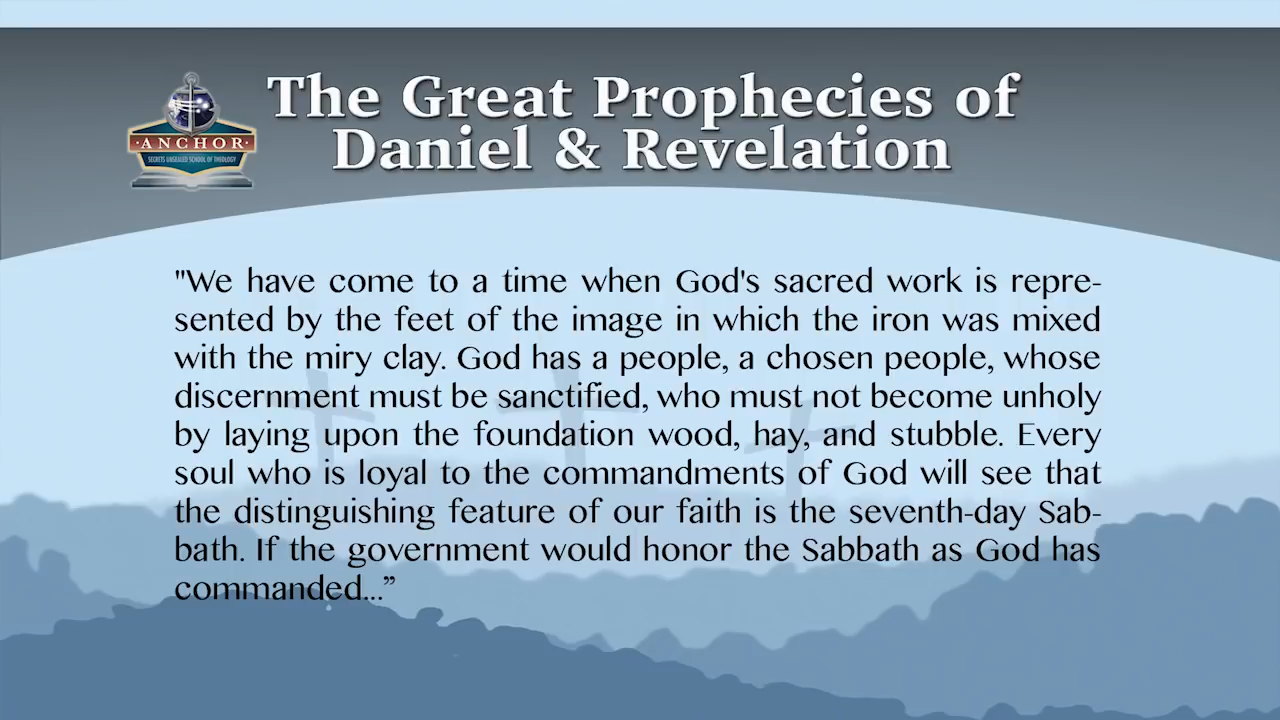 The Great Prophecies of
Daniel & Revelation
·ANCHOR·
SECRETS UNSEALED SCHOOL OF THEOLOGY
"We have come to a time when God's sacred work is repre-
sented by the feet of the image in which the iron was mixed
with the miry clay. God has a people, a chosen people, whose
discernment must be sanctified, who must not become unholy
by laying upon the foundation wood, hay, and stubble. Every
soul who is loyal to the commandments of God will see that
the distinguishing feature of our faith is the seventh-day Sab-
bath. If the government would honor the Sabbath as God has
commanded...”